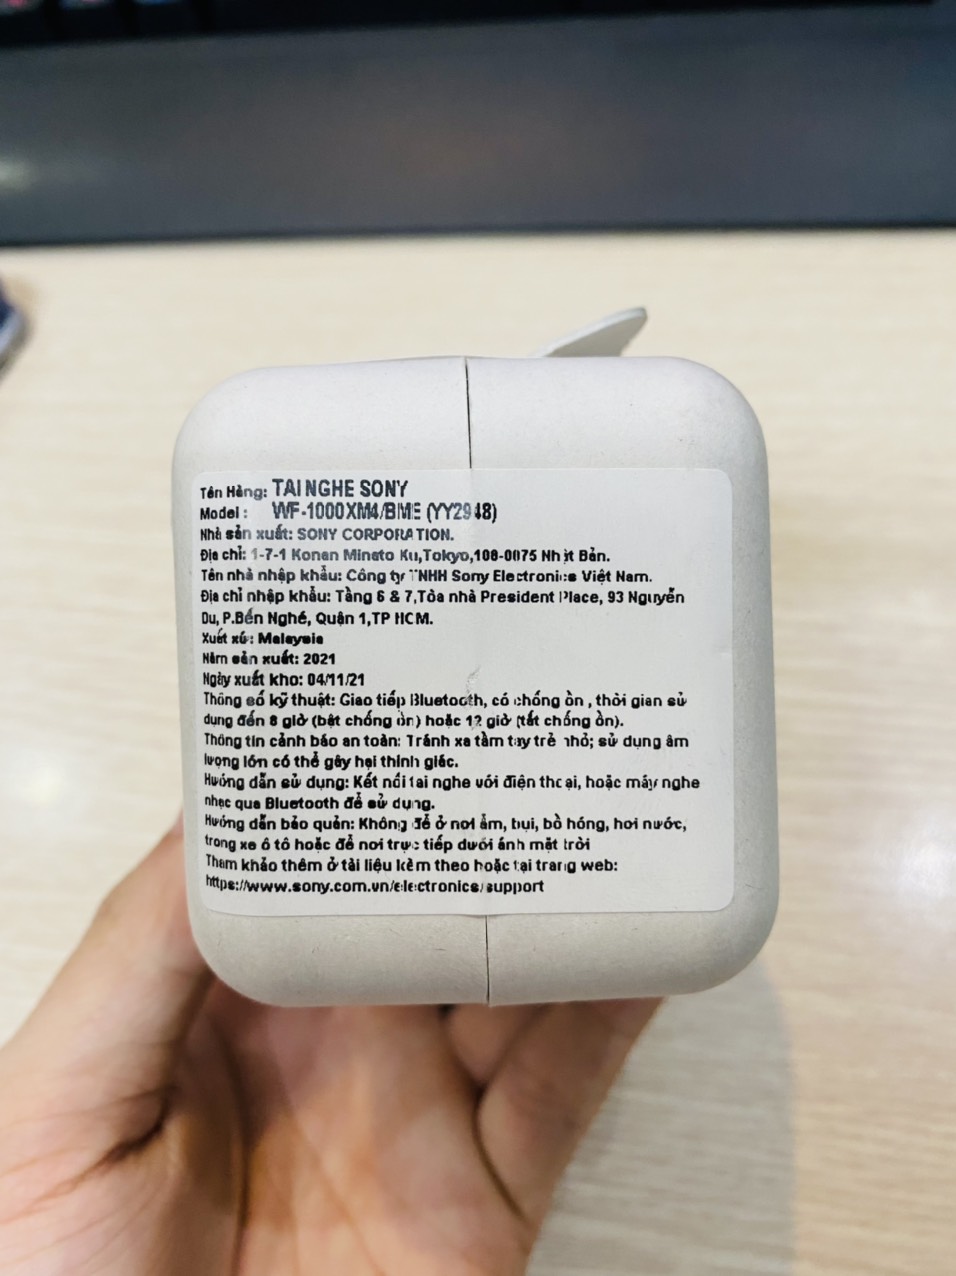 Tên Hàng: TAI NGHE SONY
Model : WF-1000XM4/BME (YY2948)
Nhà sản xuất: SONY CORPORATION.
Địa chỉ: 1-7-1 Konan Minato Ku,Tokyo,108-0075 Nhật Bản.
Tên nhà nhập khẩu: Công ty TNHH Sony Electronics Việt Nam.
Địa chỉ nhập khẩu: Tầng 6 & 7,Tòa nhà President Place, 93 Nguyễn
Du, P.Bến Nghé, Quận 1,TP HCM.
Xuất xứ: Malaysia
Năm sản xuất: 2021
Ngày xuất kho: 04/11/21
Thông số kỹ thuật: Giao tiếp Bluetooth, có chống ồn , thời gian sử
dụng đến 8 giờ (bật chống ồn) hoặc 12 giờ (tắt chống ồn).
Thông tin cảnh báo an toàn: Tránh xa tầm tay trẻ nhỏ; sử dụng âm
lượng lớn có thể gây hại thính giác.
Hướng dẫn sử dụng: Kết nối tai nghe với điện thoại, hoặc máy nghe
nhạc qua Bluetooth để sử dụng.
Hướng dẫn bảo quản: Không để ở nơi ẩm, bụi, bồ hóng, hơi nước,
trong xe ô tô hoặc để nơi trực tiếp dưới ánh mặt trời
Tham khảo thêm ở tài liệu kèm theo hoặc tại trang web:
https://www.sony.com.vn/electronics/support